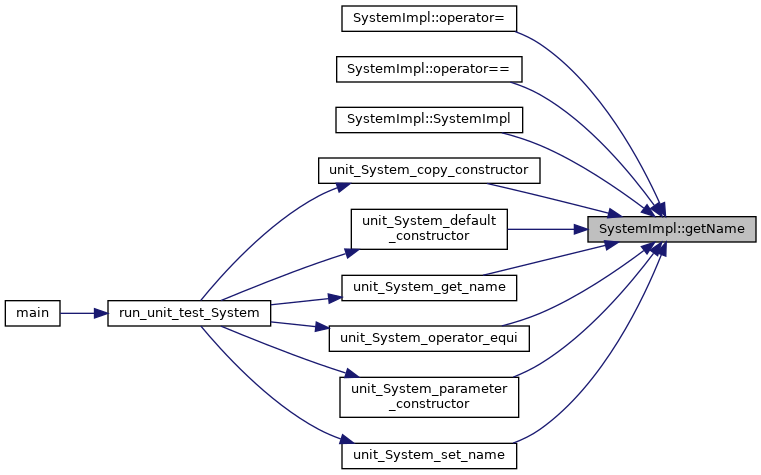 SystemImpl::operator=
SystemImpl::operator==
SystemImpl::SystemImpl
unit_System_copy_constructor
unit_System_default
_constructor
SystemImpl::getName
unit_System_get_name
main
run_unit_test_System
unit_System_operator_equi
unit_System_parameter
_constructor
unit_System_set_name